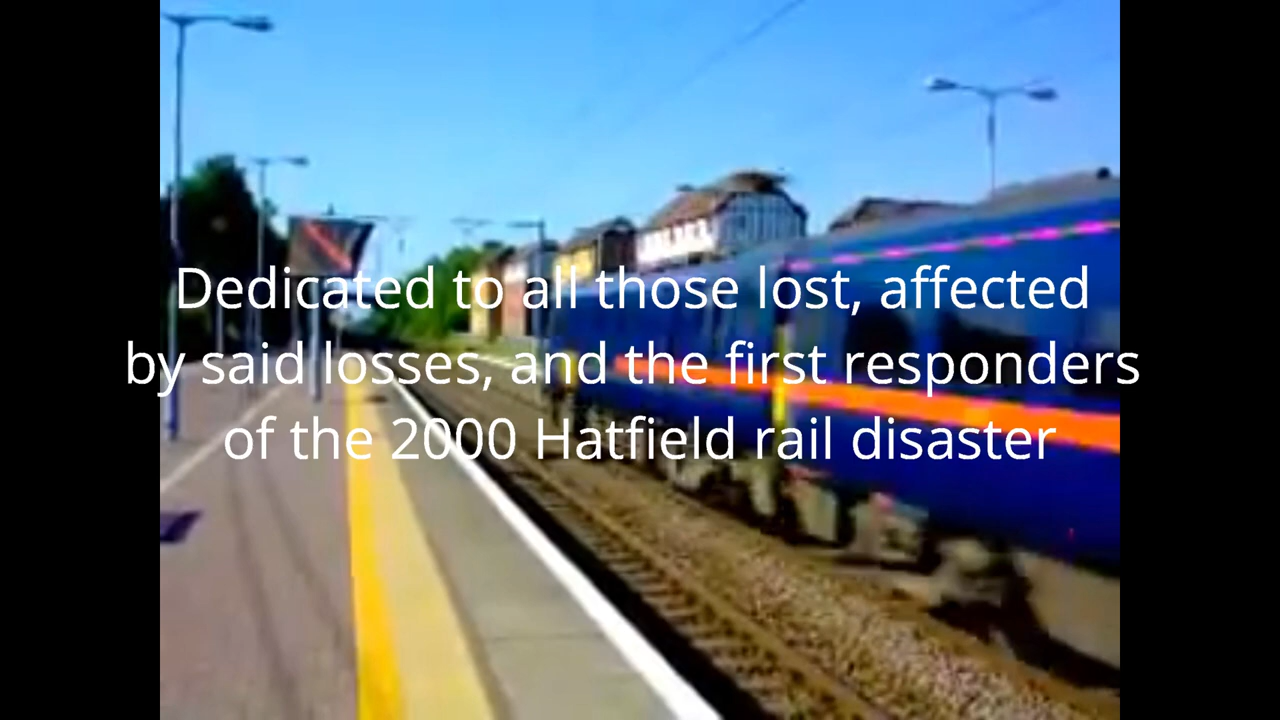 Dedicated to all those lost, affected
by said losses, and the first responders
of the 2000 Hatfield rail disaster